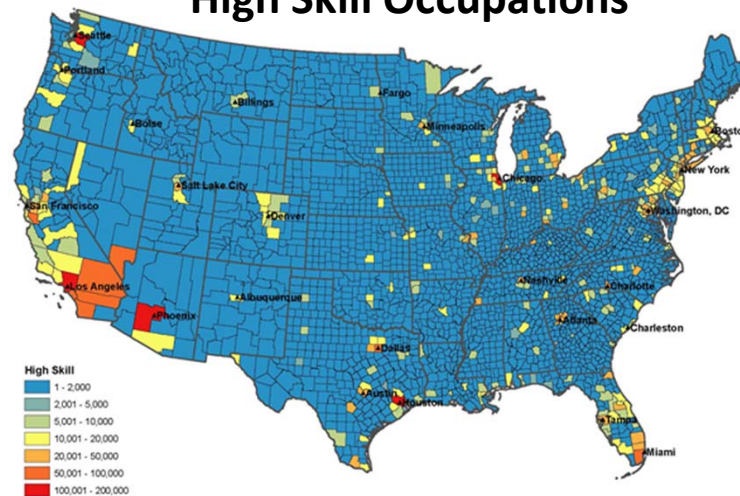 High Skill Occupations
Seattle
Portland
Billings
Fargo
Boise
Minneapolis
Bosto
Salt Lake City
Chicago
New York
San Francisco
Denver
Washington, DC
Los Angeles
Albuquerque
Nashville
Charlotte
Phoenix
Atlanta
Charleston
Dallas
Austin
Houston
Tampa
Miami
High Skill
1 - 2,000
2,001 - 5,000
5,001 - 10,000
10,001 - 20,000
20,001 - 50,000
50,001 - 100,000
100,001 - 200,000